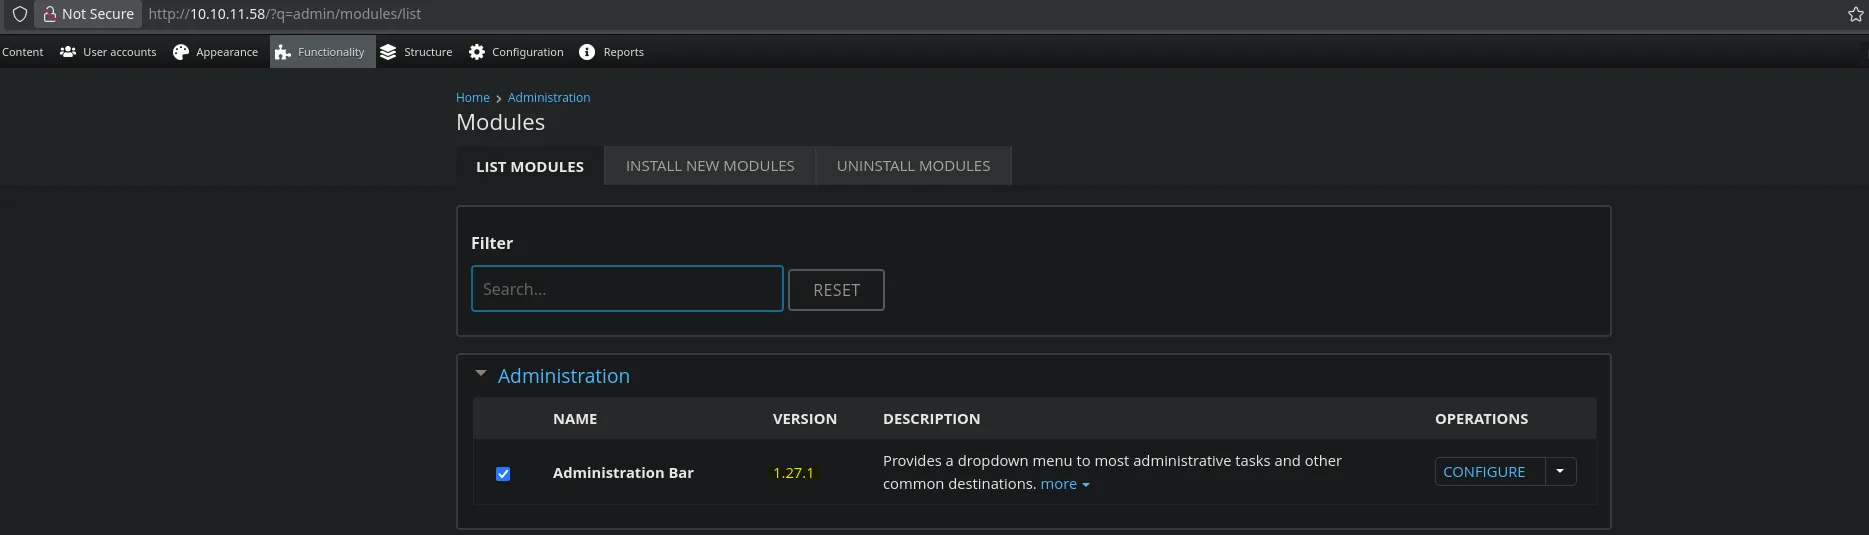 Not Secure http://10.10.11.58/?q=admin/modules/list
Content User accounts Appearance Functionality Structure Configuration Reports
Home › Administration
Modules
LIST MODULES INSTALL NEW MODULES UNINSTALL MODULES
Filter
Search... RESET
Administration
NAME VERSION DESCRIPTION OPERATIONS
Administration Bar 1.27.1 Provides a dropdown menu to most administrative tasks and other CONFIGURE
common destinations. more